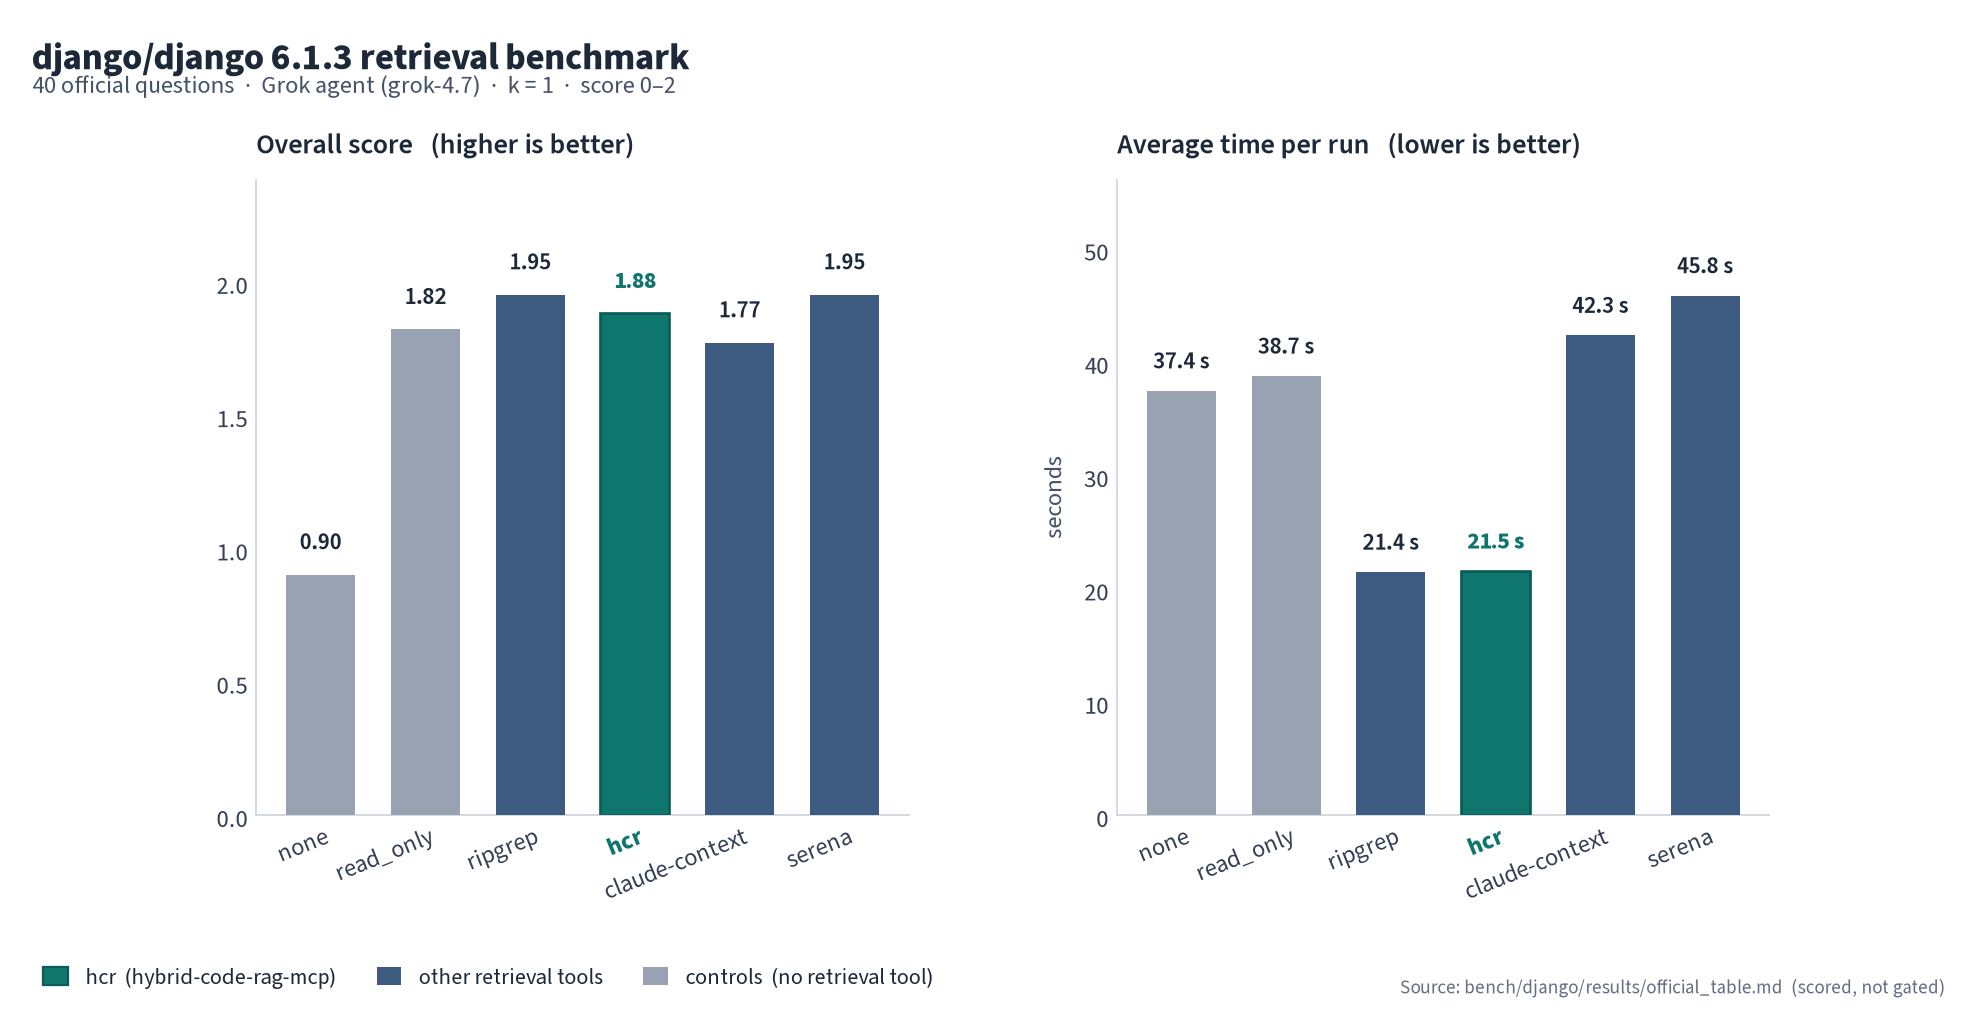 django/django 6.1.3 retrieval benchmark
40 official questions · Grok agent (grok-4.7) · k = 1 · score 0–2
Overall score (higher is better)
2.0
1.5
1.0
0.5
0.0
0.90
1.82
1.95
1.88
1.77
1.95
none
read_only
ripgrep
hcr
claude-context
serena
Average time per run (lower is better)
seconds
50
40
30
20
10
0
37.4 s
38.7 s
21.4 s
21.5 s
42.3 s
45.8 s
none
read_only
ripgrep
hcr
claude-context
serena
hcr (hybrid-code-rag-mcp)
other retrieval tools
controls (no retrieval tool)
Source: bench/django/results/official_table.md (scored, not gated)